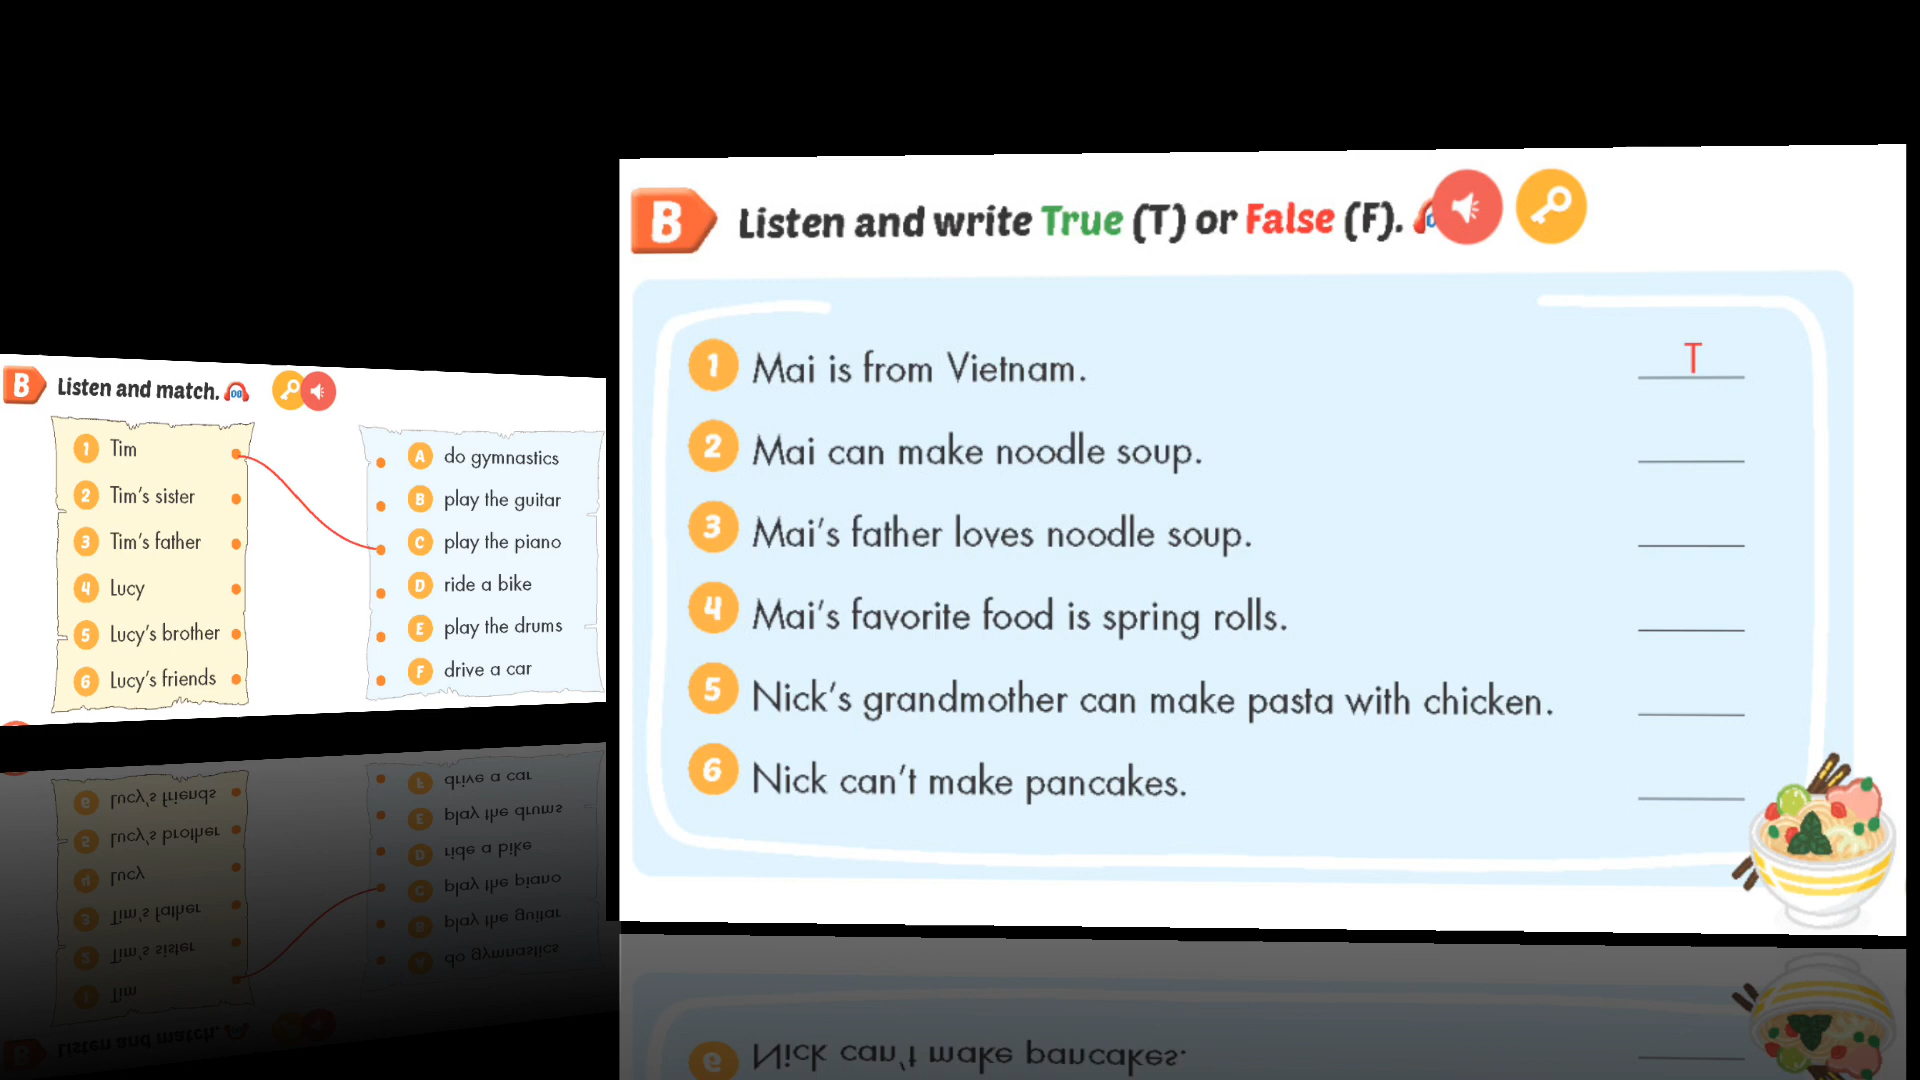 B Listen and match.
1 Tim
2 Tim's sister
3 Tim's father
4 Lucy
5 Lucy's brother
6 Lucy's friends
A do gymnastics
B play the guitar
C play the piano
D ride a bike
E play the drums
F drive a car
B Listen and write True (T) or False (F).
1 Mai is from Vietnam. T
2 Mai can make noodle soup.
3 Mai's father loves noodle soup.
4 Mai's favorite food is spring rolls.
5 Nick's grandmother can make pasta with chicken.
6 Nick can't make pancakes.